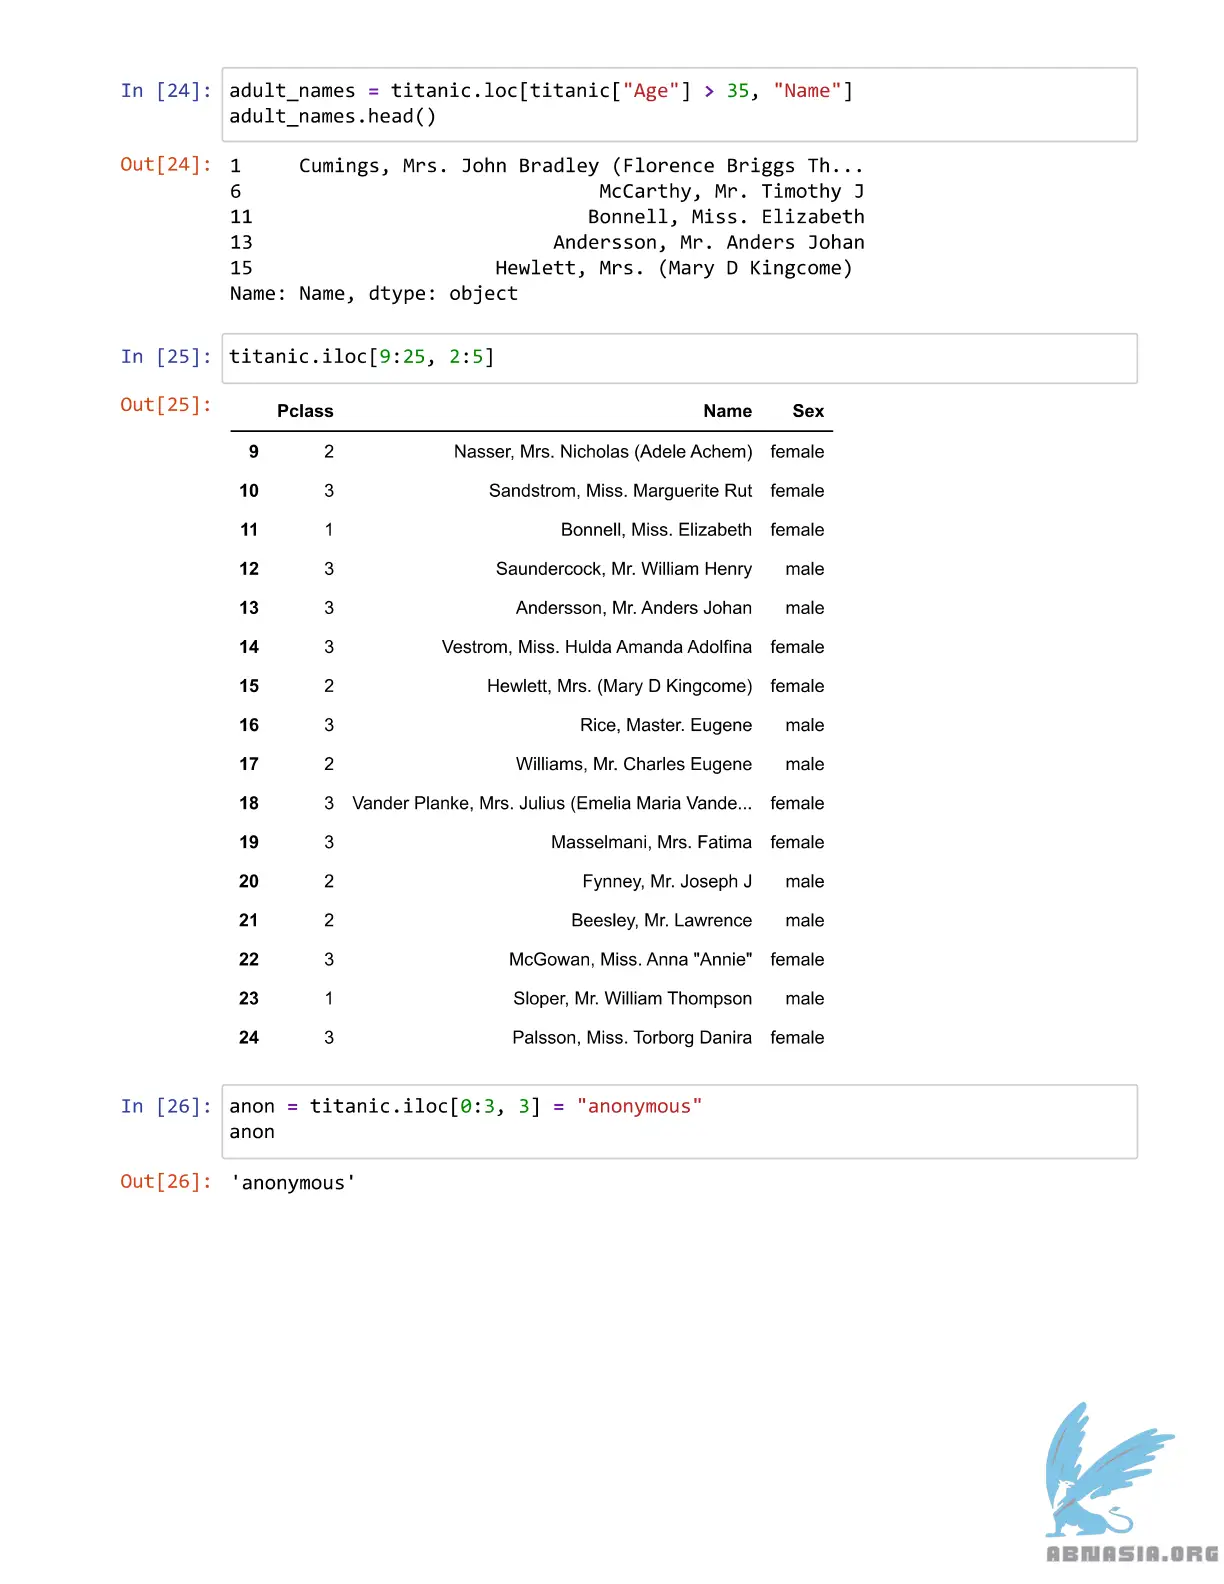 In [24]: adult_names = titanic.loc[titanic["Age"] > 35, "Name"]
adult_names.head()
Out[24]: 1 Cumings, Mrs. John Bradley (Florence Briggs Th...
6 McCarthy, Mr. Timothy J
11 Bonnell, Miss. Elizabeth
13 Andersson, Mr. Anders Johan
15 Hewlett, Mrs. (Mary D Kingcome)
Name: Name, dtype: object
In [25]: titanic.iloc[9:25, 2:5]
Out[25]:
Pclass Name Sex
9 2 Nasser, Mrs. Nicholas (Adele Achem) female
10 3 Sandstrom, Miss. Marguerite Rut female
11 1 Bonnell, Miss. Elizabeth female
12 3 Saundercock, Mr. William Henry male
13 3 Andersson, Mr. Anders Johan male
14 3 Vestrom, Miss. Hulda Amanda Adolfina female
15 2 Hewlett, Mrs. (Mary D Kingcome) female
16 3 Rice, Master. Eugene male
17 2 Williams, Mr. Charles Eugene male
18 3 Vander Planke, Mrs. Julius (Emelia Maria Vande... female
19 3 Masselmani, Mrs. Fatima female
20 2 Fynney, Mr. Joseph J male
21 2 Beesley, Mr. Lawrence male
22 3 McGowan, Miss. Anna "Annie" female
23 1 Sloper, Mr. William Thompson male
24 3 Palsson, Miss. Torborg Danira female
In [26]: anon = titanic.iloc[0:3, 3] = "anonymous"
anon
Out[26]: 'anonymous'
ABNASIA.ORG